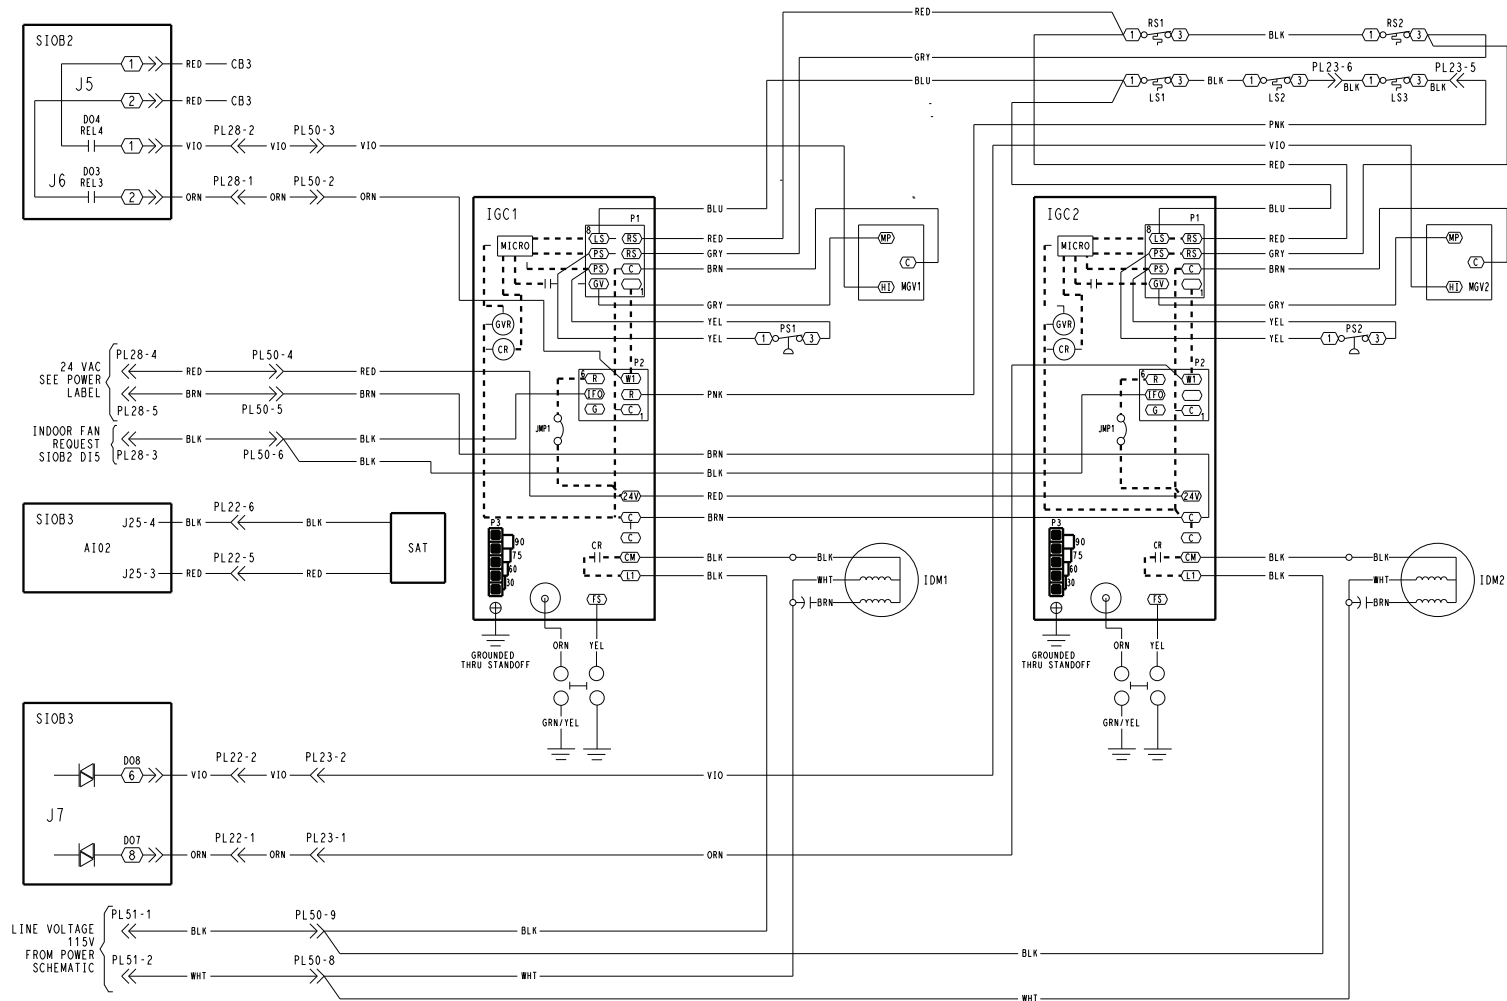 SIOB2
1 RED CB3
J5
2 RED CB3
DO4
REL4
1 VIO PL28-2 VIO PL50-3 VIO
J6
DO3
REL3
2 ORN PL28-1 ORN PL50-2 ORN
24 VAC
SEE POWER
LABEL
PL28-4 RED PL50-4 RED
PL28-5 BRN PL50-5 BRN
INDOOR FAN
REQUEST
SIOB2 DI5
PL28-3 BLK PL50-6 BLK
BLK
SIOB3
AI02
J25-4 BLK PL22-6 BLK
J25-3 RED PL22-5 RED
SAT
SIOB3
DO8
6 VIO PL22-2 VIO PL23-2 VIO
J7
DO7
8 ORN PL22-1 ORN PL23-1 ORN
LINE VOLTAGE
115V
FROM POWER
SCHEMATIC
PL51-1 BLK PL50-9 BLK
BLK
PL51-2 WHT PL50-8 WHT
WHT
IGC1
MICRO
P1
8
LS RS
PS RS
PS C
GV
1
GVR
CR
P2
6
R W1
IFO R
G C
1
JMP1
24V
C
C
P3
90
75
60
30
CR
CM
L1
FS
GROUNDED
THRU STANDOFF
ORN YEL
GRN/YEL
BLU
RED
GRY
BRN
GRY
YEL
YEL
PNK
BRN
BLK
RED
BRN
BLK
BLK
1 PS1 3
MP
C
HI MGV1
BLK
WHT
BRN
IDM1
RED
GRY
BLU
1 RS1 3
BLK
1 RS2 3
1 LS1 3
BLK
1 LS2 3
PL23-6
BLK
1 LS3 3
PL23-5
BLK
PNK
VIO
RED
RED
IGC2
MICRO
P1
8
LS RS
PS RS
PS C
GV
1
GVR
CR
P2
6
R W1
IFO
G C
1
JMP1
24V
C
C
P3
90
75
60
30
CR
CM
L1
FS
GROUNDED
THRU STANDOFF
ORN YEL
GRN/YEL
BLU
RED
GRY
BRN
GRY
YEL
YEL
1 PS2 3
MP
C
HI MGV2
BLK
BLK
BLK
WHT
BRN
IDM2